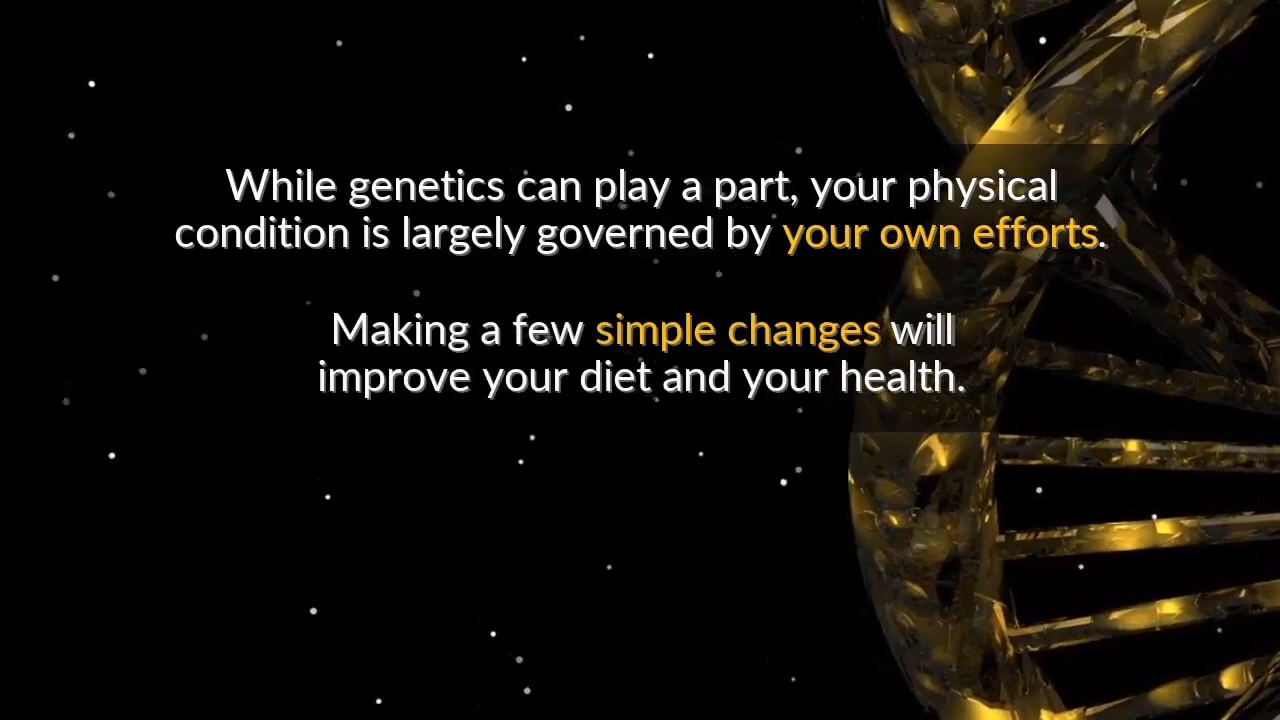 While genetics can play a part, your physical
condition is largely governed by your own efforts.
Making a few simple changes will
improve your diet and your health.